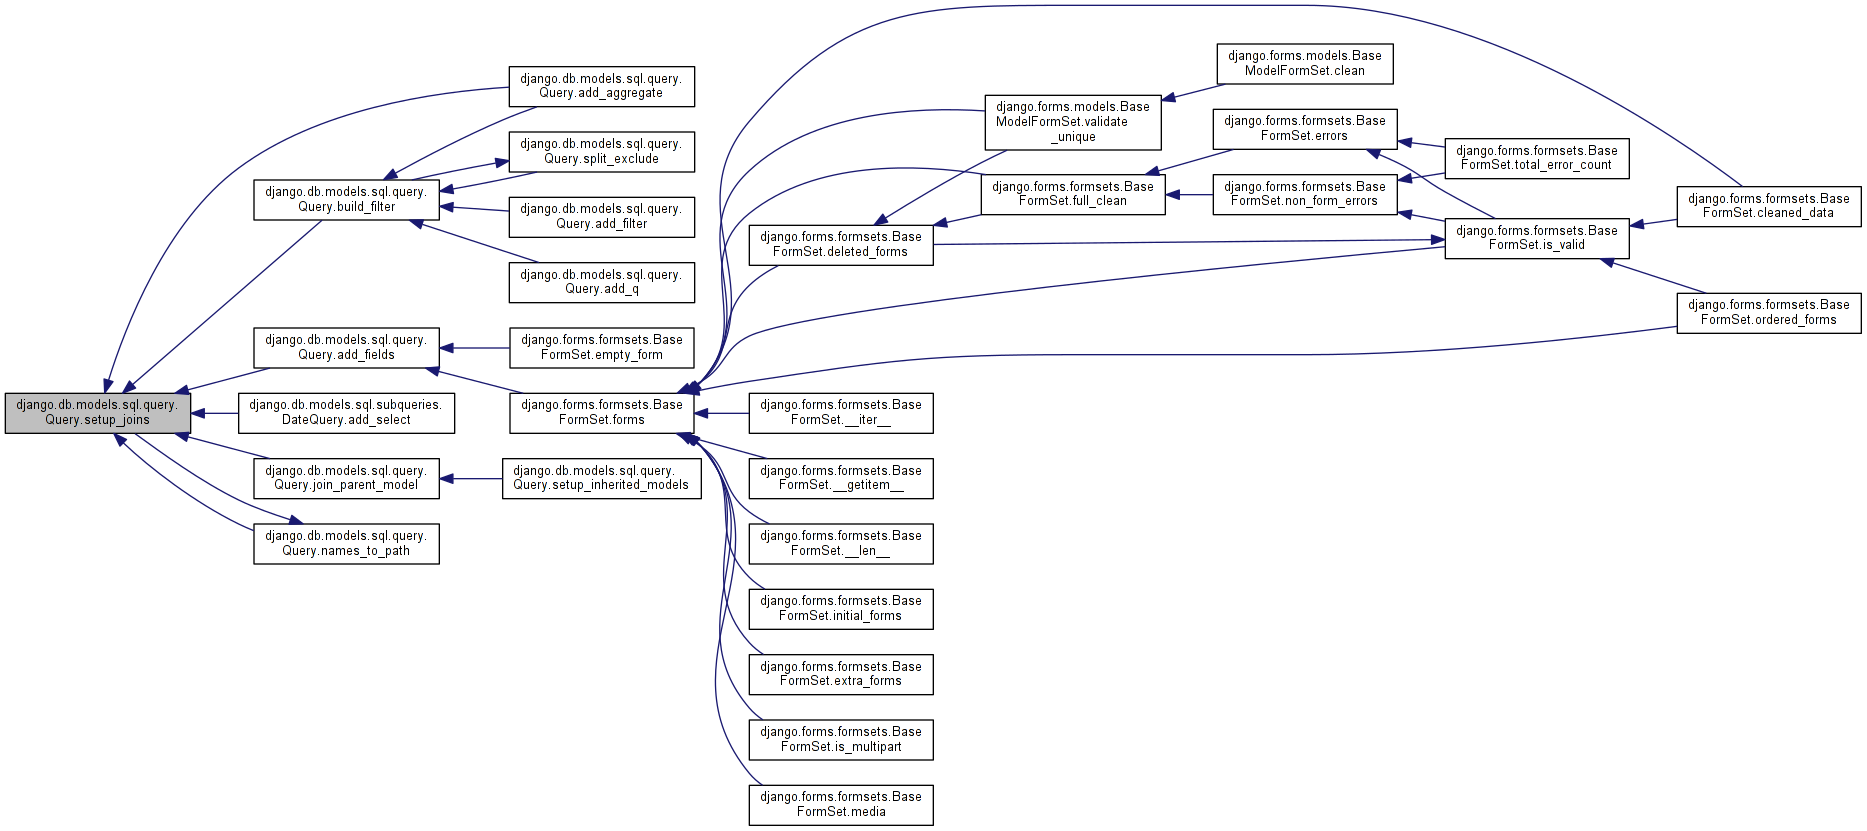 django.db.models.sql.query.
Query.setup_joins
django.db.models.sql.query.
Query.add_aggregate
django.db.models.sql.query.
Query.split_exclude
django.db.models.sql.query.
Query.build_filter
django.db.models.sql.query.
Query.add_filter
django.db.models.sql.query.
Query.add_q
django.db.models.sql.query.
Query.add_fields
django.forms.formsets.Base
FormSet.empty_form
django.db.models.sql.subqueries.
DateQuery.add_select
django.forms.formsets.Base
FormSet.forms
django.db.models.sql.query.
Query.join_parent_model
django.db.models.sql.query.
Query.setup_inherited_models
django.db.models.sql.query.
Query.names_to_path
django.forms.models.Base
ModelFormSet.validate
_unique
django.forms.models.Base
ModelFormSet.clean
django.forms.formsets.Base
FormSet.full_clean
django.forms.formsets.Base
FormSet.errors
django.forms.formsets.Base
FormSet.non_form_errors
django.forms.formsets.Base
FormSet.total_error_count
django.forms.formsets.Base
FormSet.is_valid
django.forms.formsets.Base
FormSet.cleaned_data
django.forms.formsets.Base
FormSet.ordered_forms
django.forms.formsets.Base
FormSet.deleted_forms
django.forms.formsets.Base
FormSet.__iter__
django.forms.formsets.Base
FormSet.__getitem__
django.forms.formsets.Base
FormSet.__len__
django.forms.formsets.Base
FormSet.initial_forms
django.forms.formsets.Base
FormSet.extra_forms
django.forms.formsets.Base
FormSet.is_multipart
django.forms.formsets.Base
FormSet.media